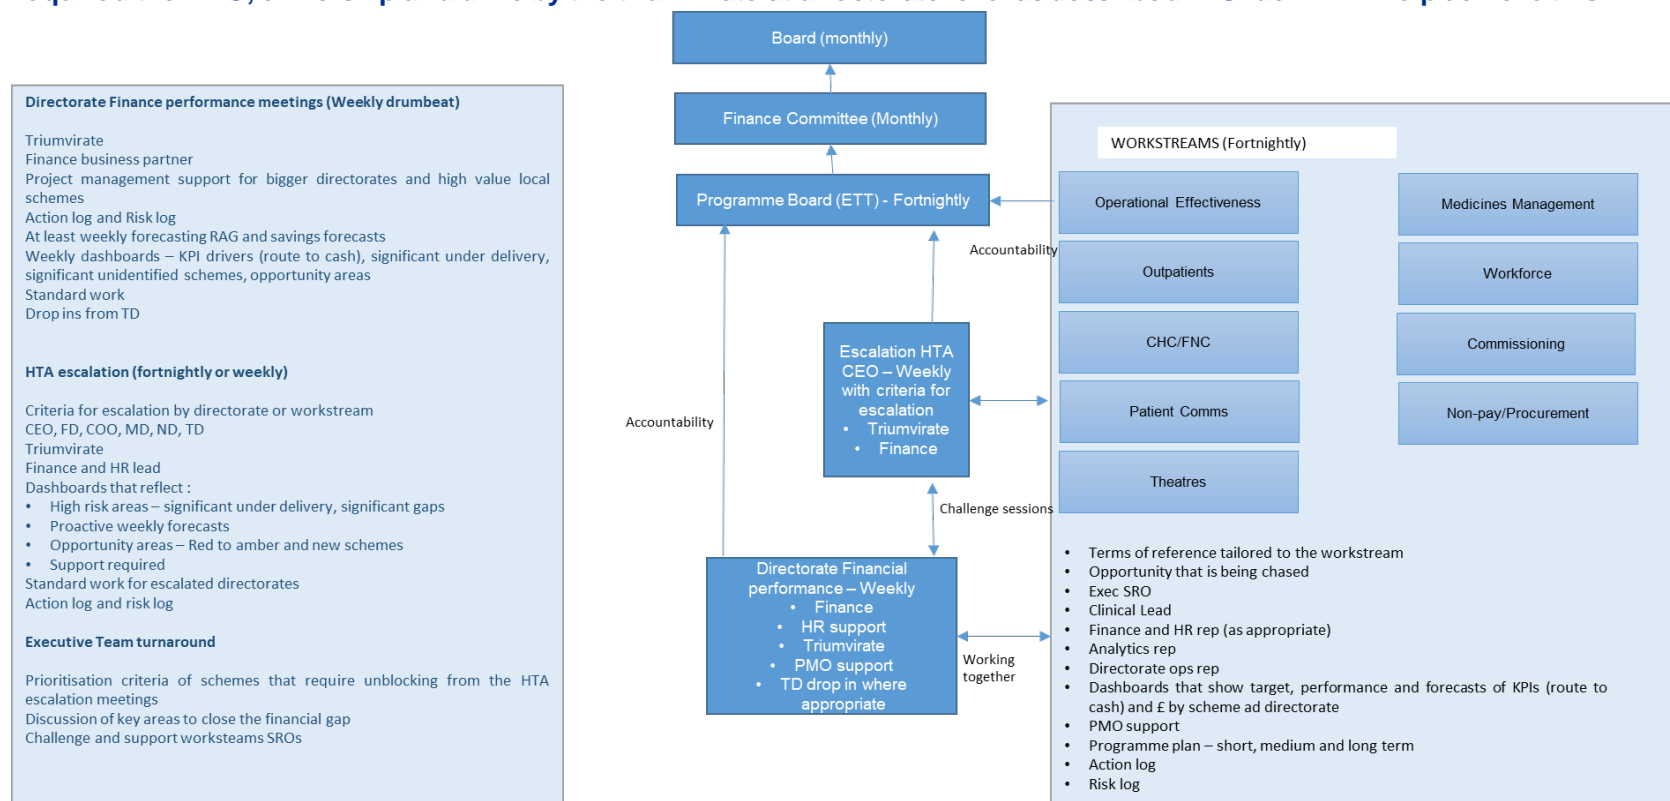 Board (monthly)
Finance Committee (Monthly)
Programme Board (ETT) - Fortnightly
Accountability
Accountability
Escalation HTA
CEO – Weekly
with criteria for
escalation
• Triumvirate
• Finance
Challenge sessions
Directorate Financial
performance – Weekly
• Finance
• HR support
• Triumvirate
• PMO support
• TD drop in where
appropriate
Working
together
Directorate Finance performance meetings (Weekly drumbeat)
Triumvirate
Finance business partner
Project management support for bigger directorates and high value local
schemes
Action log and Risk log
At least weekly forecasting RAG and savings forecasts
Weekly dashboards – KPI drivers (route to cash), significant under delivery,
significant unidentified schemes, opportunity areas
Standard work
Drop ins from TD
HTA escalation (fortnightly or weekly)
Criteria for escalation by directorate or workstream
CEO, FD, COO, MD, ND, TD
Triumvirate
Finance and HR lead
Dashboards that reflect :
• High risk areas – significant under delivery, significant gaps
• Proactive weekly forecasts
• Opportunity areas – Red to amber and new schemes
• Support required
Standard work for escalated directorates
Action log and risk log
Executive Team turnaround
Prioritisation criteria of schemes that require unblocking from the HTA
escalation meetings
Discussion of key areas to close the financial gap
Challenge and support worksteams SROs
WORKSTREAMS (Fortnightly)
Operational Effectiveness
Medicines Management
Outpatients
Workforce
CHC/FNC
Commissioning
Patient Comms
Non-pay/Procurement
Theatres
• Terms of reference tailored to the workstream
• Opportunity that is being chased
• Exec SRO
• Clinical Lead
• Finance and HR rep (as appropriate)
• Analytics rep
• Directorate ops rep
• Dashboards that show target, performance and forecasts of KPIs (route to
cash) and £ by scheme ad directorate
• PMO support
• Programme plan – short, medium and long term
• Action log
• Risk log